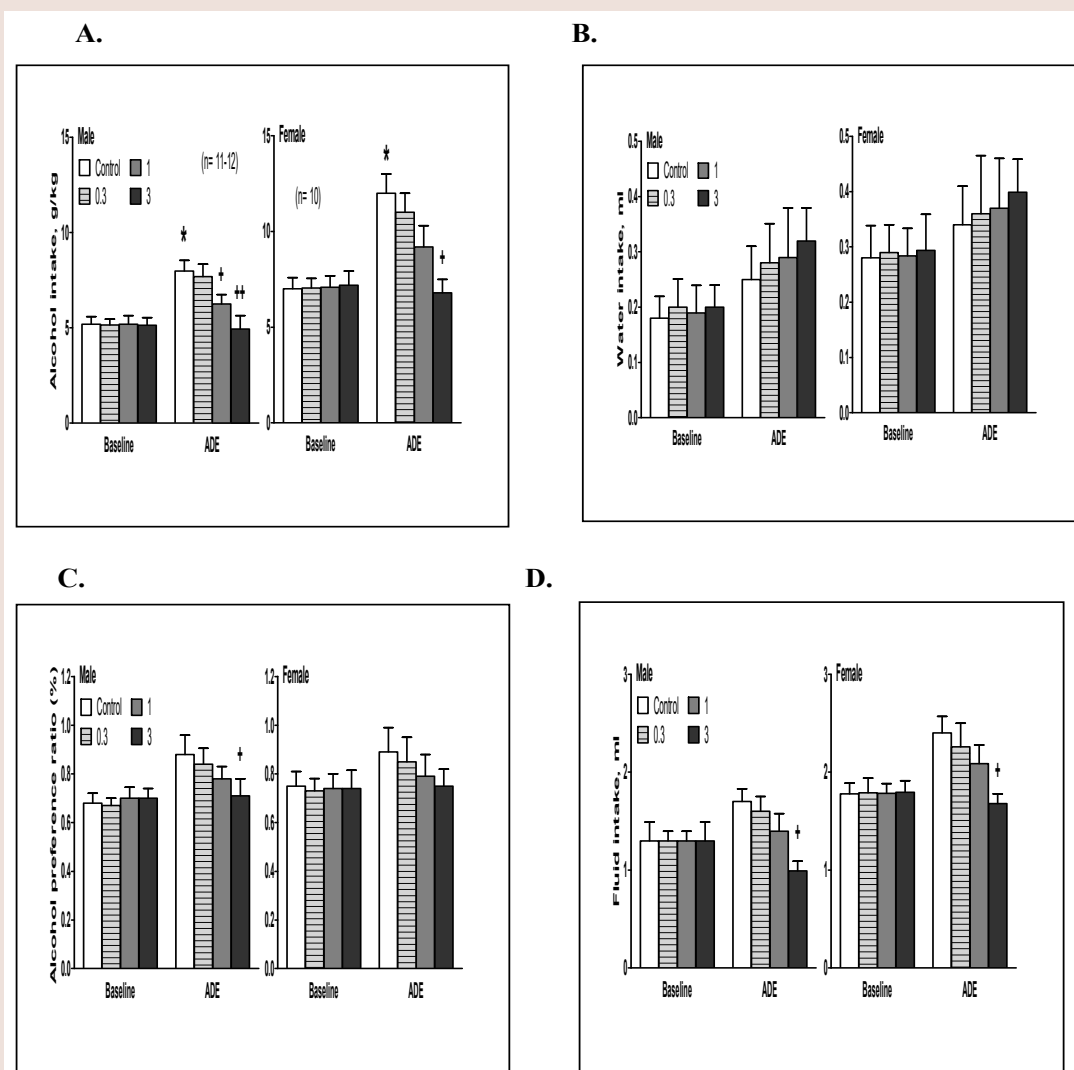 A.
Alcohol intake, g/kg
15
10
5
0
Male
Control 1
0.3 3
(n= 11-12)
*
+
++
Baseline ADE
15
10
5
0
Female
(n= 10)
*
+
Baseline ADE
B.
Water intake, ml
0.5
0.4
0.3
0.2
0.1
0.0
Male
Control 1
0.3 3
Baseline ADE
0.5
0.4
0.3
0.2
0.1
0.0
Female
Baseline ADE
C.
Alcohol preference ratio (%)
1.2
1.0
0.8
0.6
0.4
0.2
0.0
Male
Control 1
0.3 3
+
Baseline ADE
1.2
1.0
0.8
0.6
0.4
0.2
0.0
Female
Baseline ADE
D.
Fluid intake, ml
3
2
1
0
Male
Control 1
0.3 3
+
Baseline ADE
3
2
1
0
Female
+
Baseline ADE